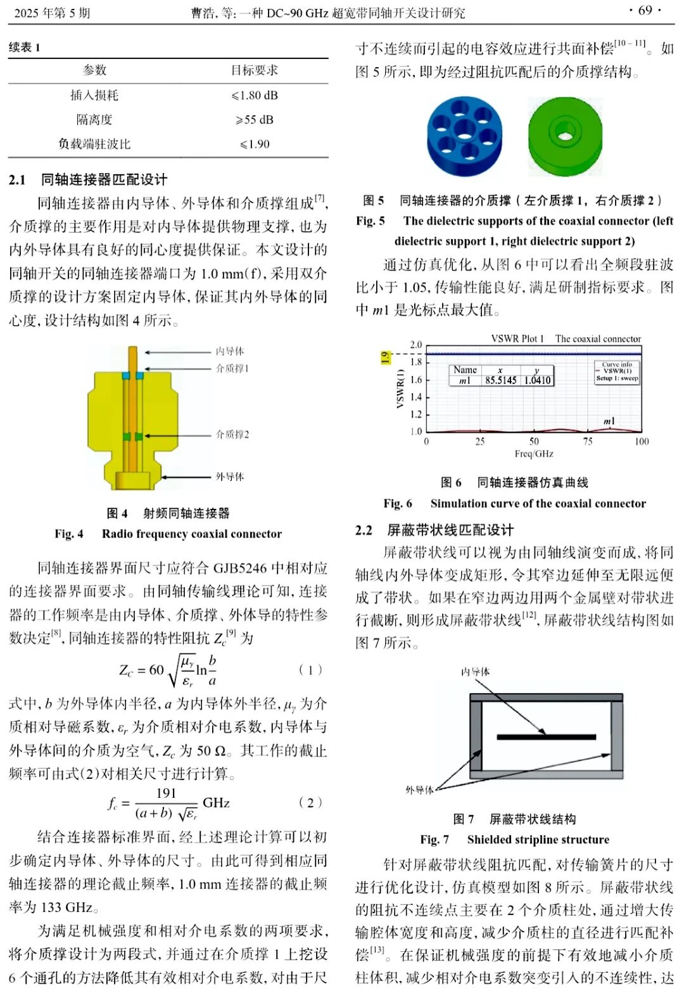 2025 年第 5 期
曹浩,等:一种 DC~90 GHz 超宽带同轴开关设计研究
· 69 ·
续表 1
参数 目标要求
插入损耗 ≤1.80 dB
隔离度 ≥55 dB
负载端驻波比 ≤1.90
2.1 同轴连接器匹配设计
同轴连接器由内导体、外导体和介质撑组成[7],
介质撑的主要作用是对内导体提供物理支撑,也为
内外导体具有良好的同心度提供保证。本文设计的
同轴开关的同轴连接器端口为 1.0 mm(f),采用双介
质撑的设计方案固定内导体,保证其内外导体的同
心度,设计结构如图 4 所示。
内导体
介质撑1
介质撑2
外导体
图 4 射频同轴连接器
Fig. 4 Radio frequency coaxial connector
同轴连接器界面尺寸应符合 GJB5246 中相对应
的连接器界面要求。由同轴传输线理论可知,连接
器的工作频率是由内导体、介质撑、外体导的特性参
数决定[8],同轴连接器的特性阻抗 Zc[9] 为
Z_C = 60 √(μ_γ/ε_r) ln b/a (1)
式中,b 为外导体内半径,a 为内导体外半径,μγ 为介
质相对导磁系数,εr 为介质相对介电系数,内导体与
外导体间的介质为空气,Zc 为 50 Ω。其工作的截止
频率可由式(2)对相关尺寸进行计算。
f_c = 191/((a+b) √ε_r) GHz (2)
结合连接器标准界面,经上述理论计算可以初
步确定内导体、外导体的尺寸。由此可得到相应同
轴连接器的理论截止频率,1.0 mm 连接器的截止频
率为 133 GHz。
为满足机械强度和相对介电系数的两项要求,
将介质撑设计为两段式,并通过在介质撑 1 上挖设
6 个通孔的方法降低其有效相对介电系数,对由于尺
寸不连续而引起的电容效应进行共面补偿[10-11]。如
图 5 所示,即为经过阻抗匹配后的介质撑结构。
图 5 同轴连接器的介质撑(左介质撑 1,右介质撑 2)
Fig. 5 The dielectric supports of the coaxial connector (left
dielectric support 1, right dielectric support 2)
通过仿真优化,从图 6 中可以看出全频段驻波
比小于 1.05,传输性能良好,满足研制指标要求。图
中 m1 是光标点最大值。
VSWR Plot 1 The coaxial connector
2.0
1.9
1.8
1.6
1.4
1.2
1.0
VSWR(1)
Name x y
m1 85.5145 1.0410
Curve info
VSWR(1)
Setup 1: sweep
m1
0 25 50 75 100
Freq/GHz
图 6 同轴连接器仿真曲线
Fig. 6 Simulation curve of the coaxial connector
2.2 屏蔽带状线匹配设计
屏蔽带状线可以视为由同轴线演变而成,将同
轴线内外导体变成矩形,令其窄边延伸至无限远便
成了带状。如果在窄边两边用两个金属壁对带状进
行截断,则形成屏蔽带状线[12],屏蔽带状线结构图如
图 7 所示。
内导体
外导体
图 7 屏蔽带状线结构
Fig. 7 Shielded stripline structure
针对屏蔽带状线阻抗匹配,对传输簧片的尺寸
进行优化设计,仿真模型如图 8 所示。屏蔽带状线
的阻抗不连续点主要在 2 个介质柱处,通过增大传
输腔体宽度和高度,减少介质柱的直径进行匹配补
偿[13]。在保证机械强度的前提下有效地减小介质
柱体积,减少相对介电系数突变引入的不连续性,达